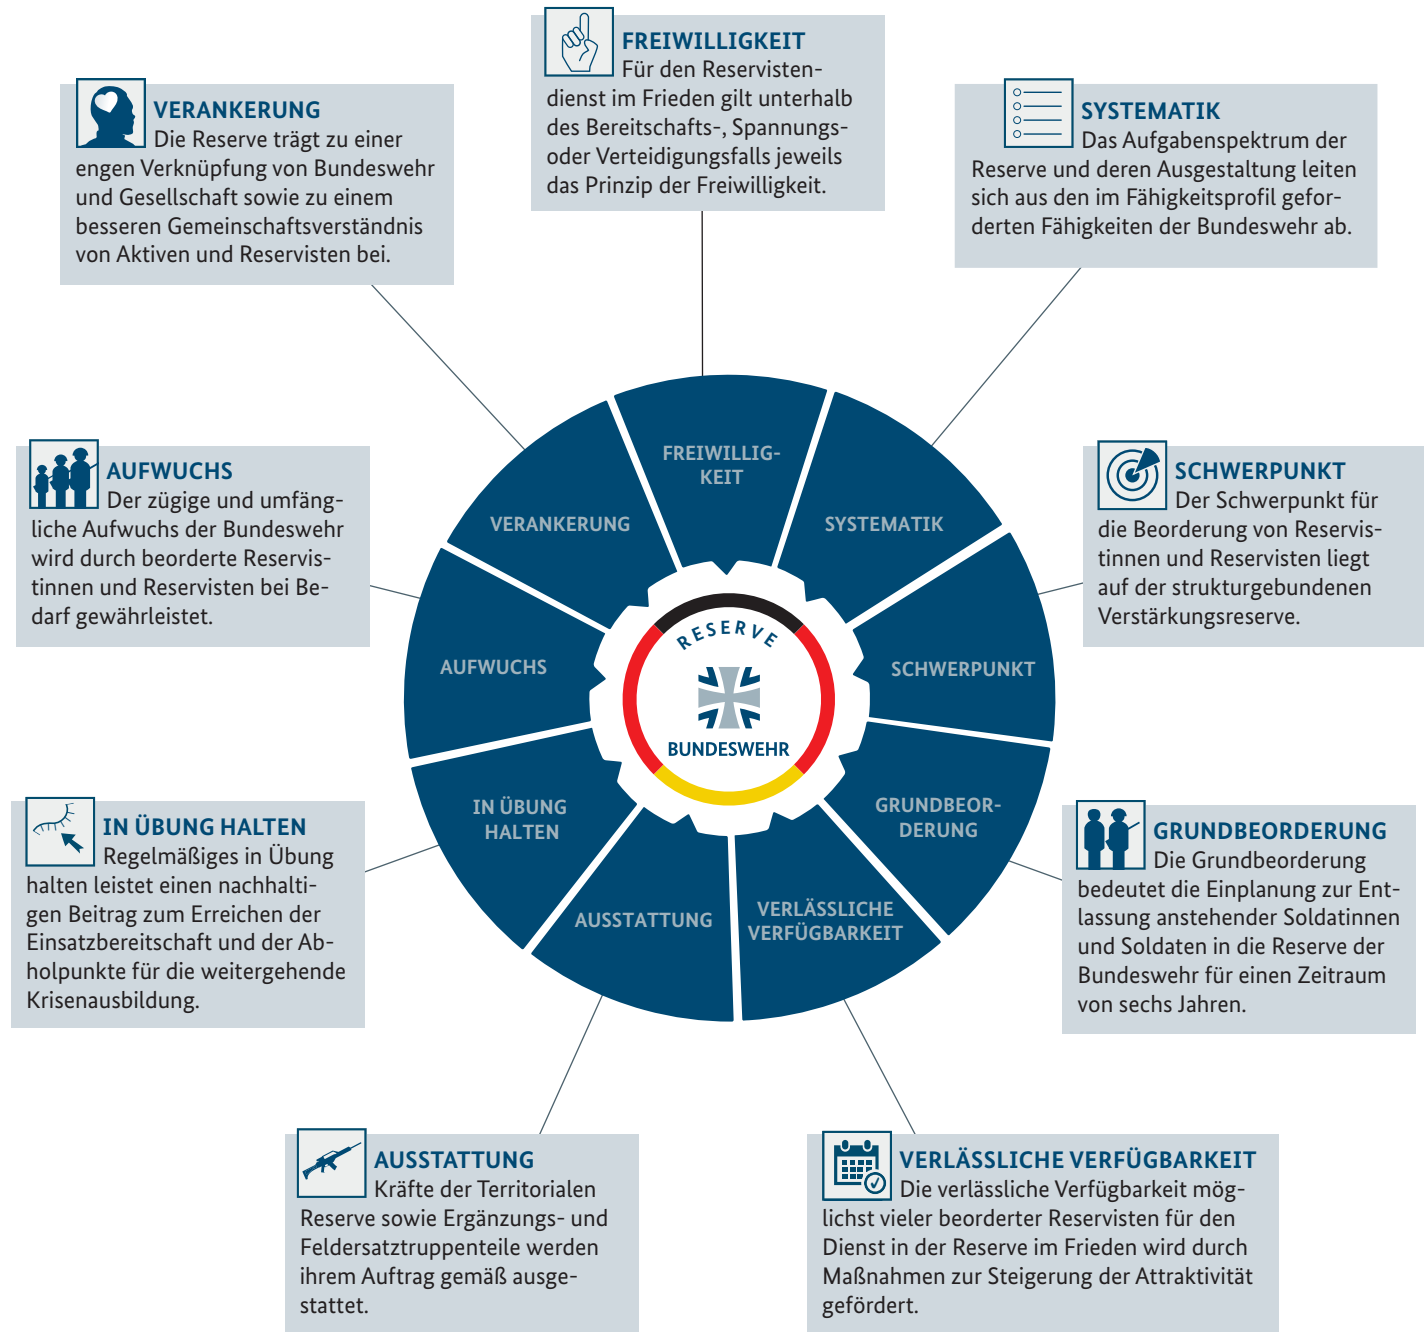 FREIWILLIGKEIT
Für den Reservisten-
dienst im Frieden gilt unterhalb
des Bereitschafts-, Spannungs-
oder Verteidigungsfalls jeweils
das Prinzip der Freiwilligkeit.
VERANKERUNG
Die Reserve trägt zu einer
engen Verknüpfung von Bundeswehr
und Gesellschaft sowie zu einem
besseren Gemeinschaftsverständnis
von Aktiven und Reservisten bei.
SYSTEMATIK
Das Aufgabenspektrum der
Reserve und deren Ausgestaltung leiten
sich aus den im Fähigkeitsprofil gefor-
derten Fähigkeiten der Bundeswehr ab.
AUFWUCHS
Der zügige und umfäng-
liche Aufwuchs der Bundeswehr
wird durch beorderte Reservis-
tinnen und Reservisten bei Be-
darf gewährleistet.
SCHWERPUNKT
Der Schwerpunkt für
die Beorderung von Reservis-
tinnen und Reservisten liegt
auf der strukturgebundenen
Verstärkungsreserve.
FREIWILLIG-
KEIT
VERANKERUNG
SYSTEMATIK
AUFWUCHS
SCHWERPUNKT
RESERVE
BUNDESWEHR
IN ÜBUNG
HALTEN
GRUNDBEOR-
DERUNG
AUSSTATTUNG
VERLÄSSLICHE
VERFÜGBARKEIT
IN ÜBUNG HALTEN
Regelmäßiges in Übung
halten leistet einen nachhalti-
gen Beitrag zum Erreichen der
Einsatzbereitschaft und der Ab-
holpunkte für die weitergehende
Krisenausbildung.
GRUNDBEORDERUNG
Die Grundbeorderung
bedeutet die Einplanung zur Ent-
lassung anstehender Soldatinnen
und Soldaten in die Reserve der
Bundeswehr für einen Zeitraum
von sechs Jahren.
AUSSTATTUNG
Kräfte der Territorialen
Reserve sowie Ergänzungs- und
Feldersatztruppenteile werden
ihrem Auftrag gemäß ausge-
stattet.
VERLÄSSLICHE VERFÜGBARKEIT
Die verlässliche Verfügbarkeit mög-
lichst vieler beorderter Reservisten für den
Dienst in der Reserve im Frieden wird durch
Maßnahmen zur Steigerung der Attraktivität
gefördert.